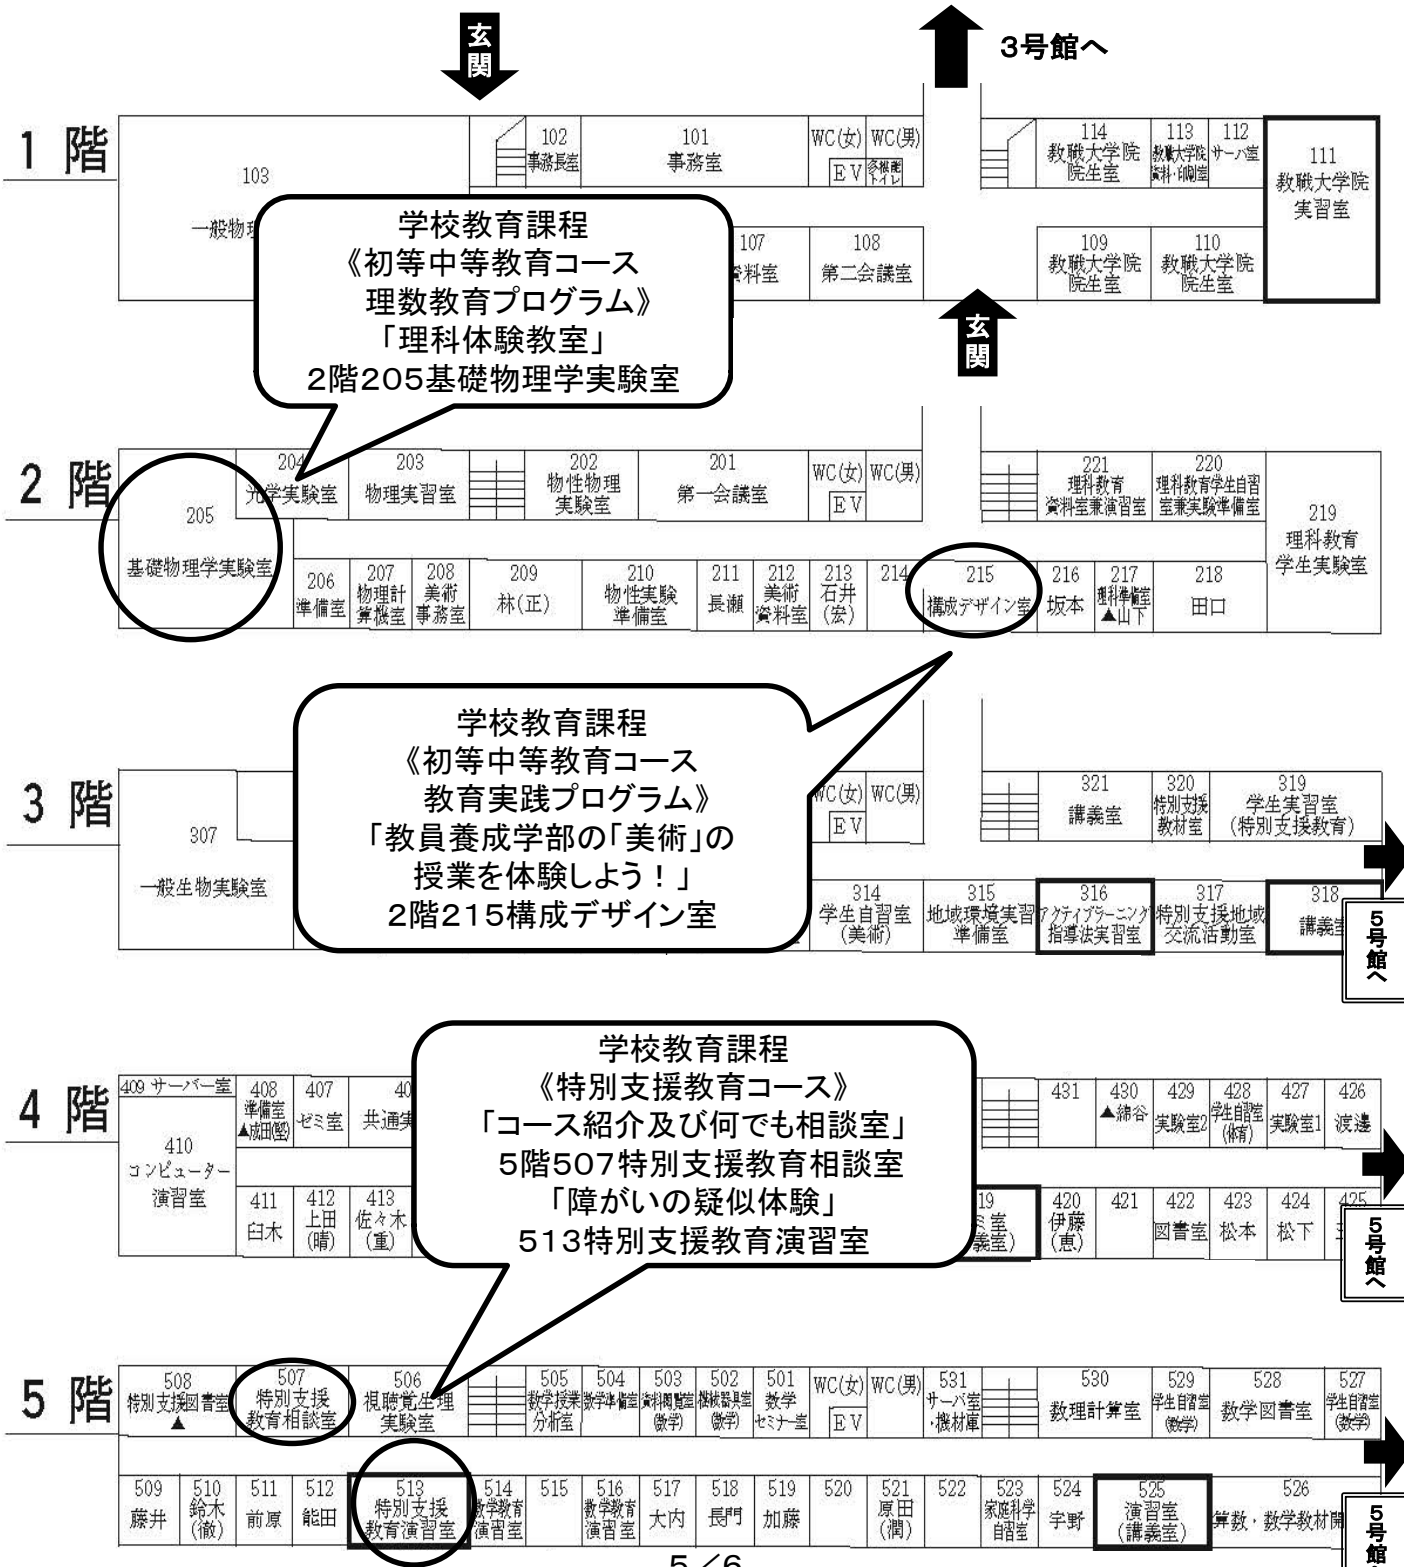 玄関
3号館へ
1 階
103
一般物理
102
事務長室
101
事務室
WC(女)
WC(男)
EV
多機能
トイレ
114
教職大学院
院生室
113
教職大学院
資料・印刷室
112
サーバ室
111
教職大学院
実習室
107
資料室
108
第二会議室
109
教職大学院
院生室
110
教職大学院
院生室
学校教育課程
《初等中等教育コース
理数教育プログラム》
「理科体験教室」
2階205基礎物理学実験室
玄関
2 階
205
基礎物理学実験室
204
光学実験室
203
物理実習室
202
物性物理
実験室
201
第一会議室
WC(女)
WC(男)
EV
221
理科教育
資料室兼演習室
220
理科教育学生自習
室兼実験準備室
219
理科教育
学生実験室
206
準備室
207
物理計
算機室
208
美術
事務室
209
林(正)
210
物性実験
準備室
211
長瀬
212
美術
資料室
213
石井
(宏)
214
215
構成デザイン室
216
坂本
217
理科準備室
▲山下
218
田口
学校教育課程
《初等中等教育コース
教育実践プログラム》
「教員養成学部の「美術」の
授業を体験しよう!」
2階215構成デザイン室
3 階
307
一般生物実験室
WC(女)
WC(男)
EV
321
講義室
320
特別支援
教材室
319
学生実習室
(特別支援教育)
314
学生自習室
(美術)
315
地域環境実習
準備室
316
アクティブラーニング
指導法実習室
317
特別支援地域
交流活動室
318
講義室
5号館へ
4 階
409 サーバー室
410
コンピューター
演習室
408
準備室
▲成田(堅)
407
ゼミ室
40
共通実
431
430
▲綿谷
429
実験室2
428
学生自習室
(体育)
427
実験室1
426
渡邊
411
臼木
412
上田
(晴)
413
佐々木
(重)
19
ミ室
義室)
420
伊藤
(恵)
421
422
図書室
423
松本
424
松下
425
5号館へ
学校教育課程
《特別支援教育コース》
「コース紹介及び何でも相談室」
5階507特別支援教育相談室
「障がいの疑似体験」
513特別支援教育演習室
5 階
508
特別支援図書室
▲
507
特別支援
教育相談室
506
視聴覚生理
実験室
505
数学授業
分析室
504
数学準備室
503
資料閲覧室
(数学)
502
機械器具室
(数学)
501
数学
セミナー室
WC(女)
WC(男)
EV
531
サーバ室
・機材庫
530
数理計算室
529
学生自習室
(数学)
528
数学図書室
527
学生自習室
(数学)
509
藤井
510
鈴木
(徹)
511
前原
512
能田
513
特別支援
教育演習室
514
数学教育
演習室
515
516
数学教育
演習室
517
大内
518
長門
519
加藤
520
521
原田
(潤)
522
523
家庭科学
自習室
524
宇野
525
演習室
(講義室)
526
算数・数学教材開
5号館
5/6